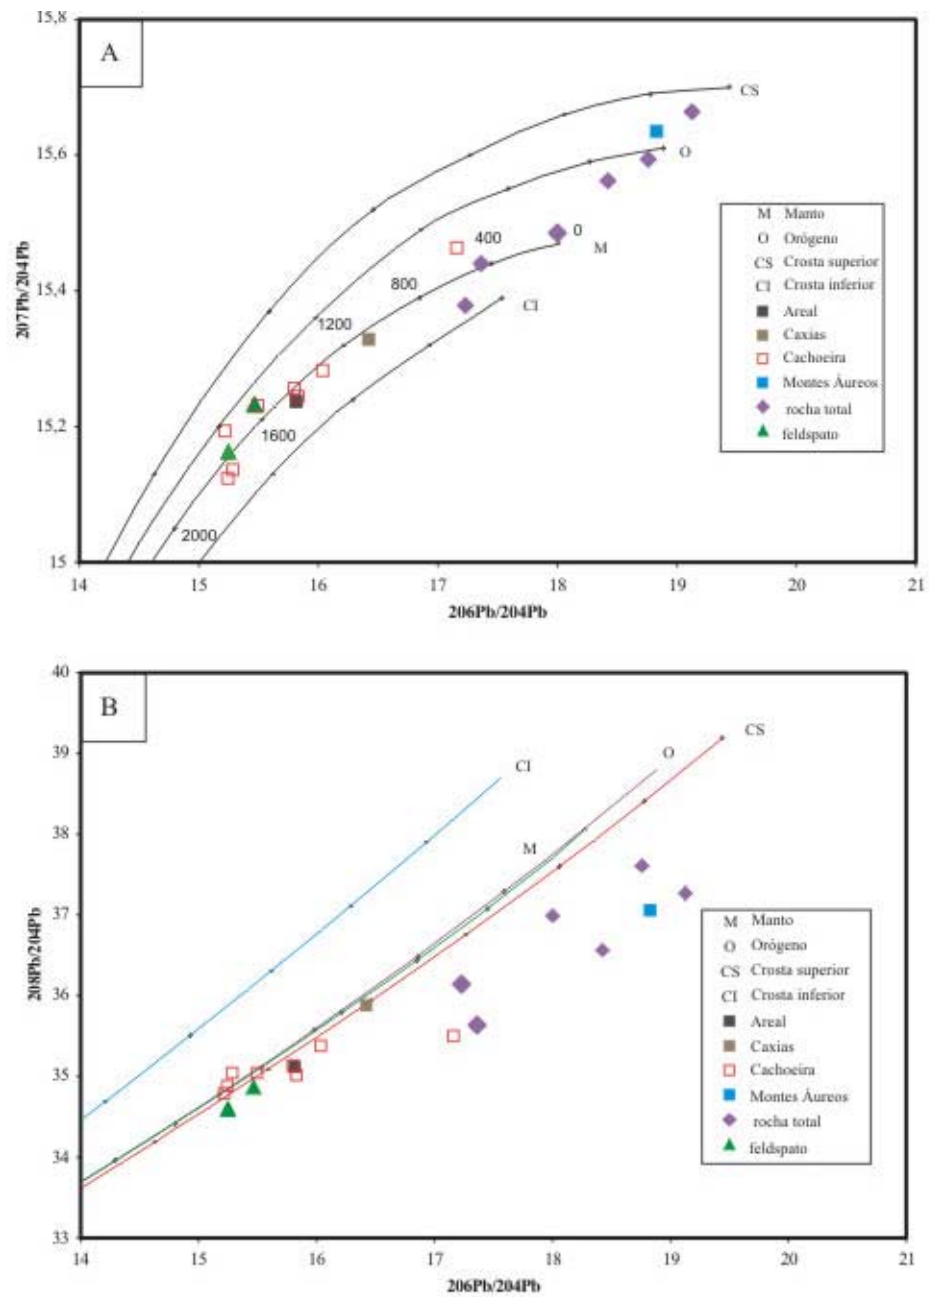 15,8
A
CS
15,6
O
M Manto
O Orógeno
CS Crosta superior
CI Crosta inferior
Areal
Caxias
Cachoeira
Montes Áureos
rocha total
feldspato
0
400
M
800
CI
15,4
1200
207Pb/204Pb
1600
15,2
2000
15
14 15 16 17 18 19 20 21
206Pb/204Pb
40
B
CS
O
39
CI
M
38
37
M Manto
O Orógeno
CS Crosta superior
CI Crosta inferior
Areal
Caxias
Cachoeira
Montes Áureos
rocha total
feldspato
208Pb/204Pb
36
35
34
33
14 15 16 17 18 19 20 21
206Pb/204Pb